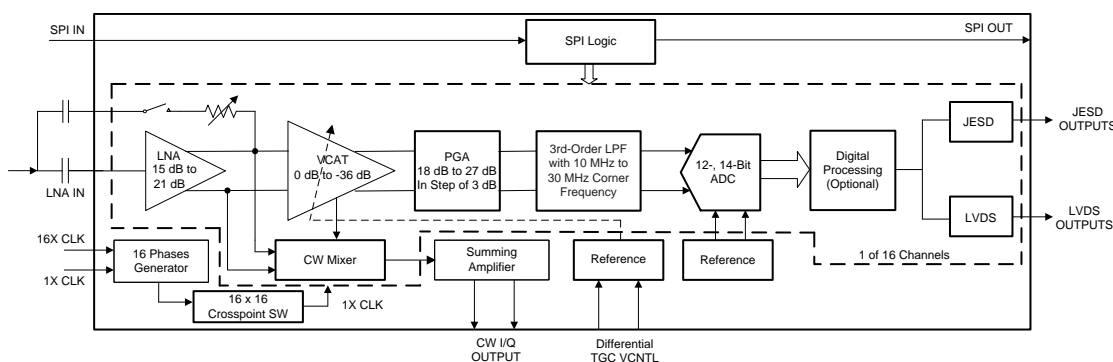 SPI IN
SPI Logic
SPI OUT
LNA
15 dB to
21 dB
LNA IN
VCAT
0 dB to -36 dB
PGA
18 dB to 27 dB
In Step of 3 dB
3rd-Order LPF
with 10 MHz to
30 MHz Corner
Frequency
12-, 14-Bit
ADC
Digital
Processing
(Optional)
JESD
JESD
OUTPUTS
LVDS
LVDS
OUTPUTS
16X CLK
1X CLK
16 Phases
Generator
16 x 16
Crosspoint SW
1X CLK
CW Mixer
Summing
Amplifier
Reference
Reference
1 of 16 Channels
CW I/Q
OUTPUT
Differential
TGC VCNTL